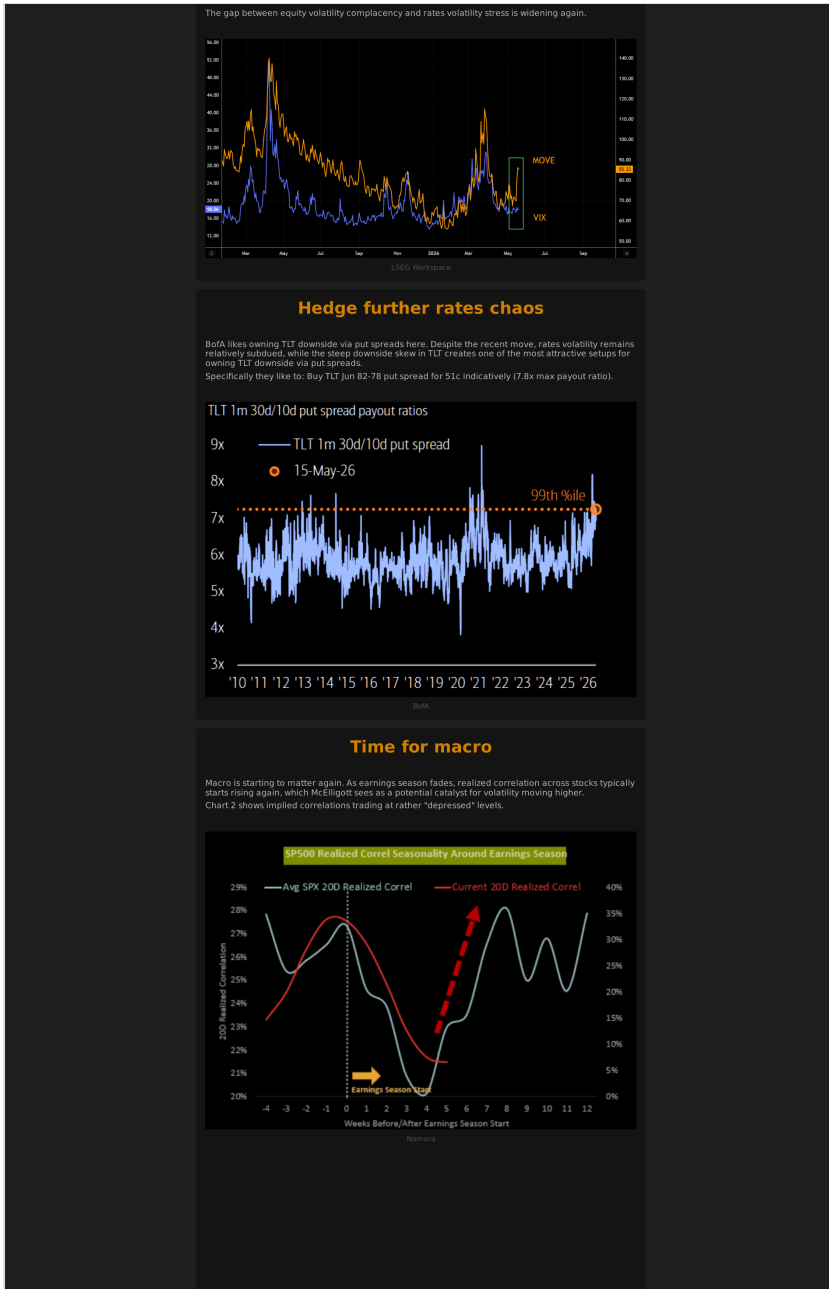 The gap between equity volatility complacency and rates volatility stress is widening again.
56.00
52.00
48.00
44.00
40.00
36.00
32.00
28.00
24.00
20.00
18.06
16.00
12.00
140.00
130.00
120.00
110.00
100.00
90.00
85.33
80.00
70.00
60.00
50.00
MOVE
VIX
Mar May Jul Sep Nov 2026 Mar May Jul Sep
LSEG Workspace
Hedge further rates chaos
BofA likes owning TLT downside via put spreads here. Despite the recent move, rates volatility remains
relatively subdued, while the steep downside skew in TLT creates one of the most attractive setups for
owning TLT downside via put spreads.
Specifically they like to: Buy TLT Jun 82-78 put spread for 51c indicatively (7.8x max payout ratio).
TLT 1m 30d/10d put spread payout ratios
9x
8x
7x
6x
5x
4x
3x
TLT 1m 30d/10d put spread
15-May-26
99th %ile
'10 '11 '12 '13 '14 '15 '16 '17 '18 '19 '20 '21 '22 '23 '24 '25 '26
BofA
Time for macro
Macro is starting to matter again. As earnings season fades, realized correlation across stocks typically
starts rising again, which McElligott sees as a potential catalyst for volatility moving higher.
Chart 2 shows implied correlations trading at rather "depressed" levels.
SP500 Realized Correl Seasonality Around Earnings Season
Avg SPX 20D Realized Correl
Current 20D Realized Correl
20D Realized Correlation
29%
28%
27%
26%
25%
24%
23%
22%
21%
20%
40%
35%
30%
25%
20%
15%
10%
5%
0%
Earnings Season Start
-4 -3 -2 -1 0 1 2 3 4 5 6 7 8 9 10 11 12
Weeks Before/After Earnings Season Start
Nomura